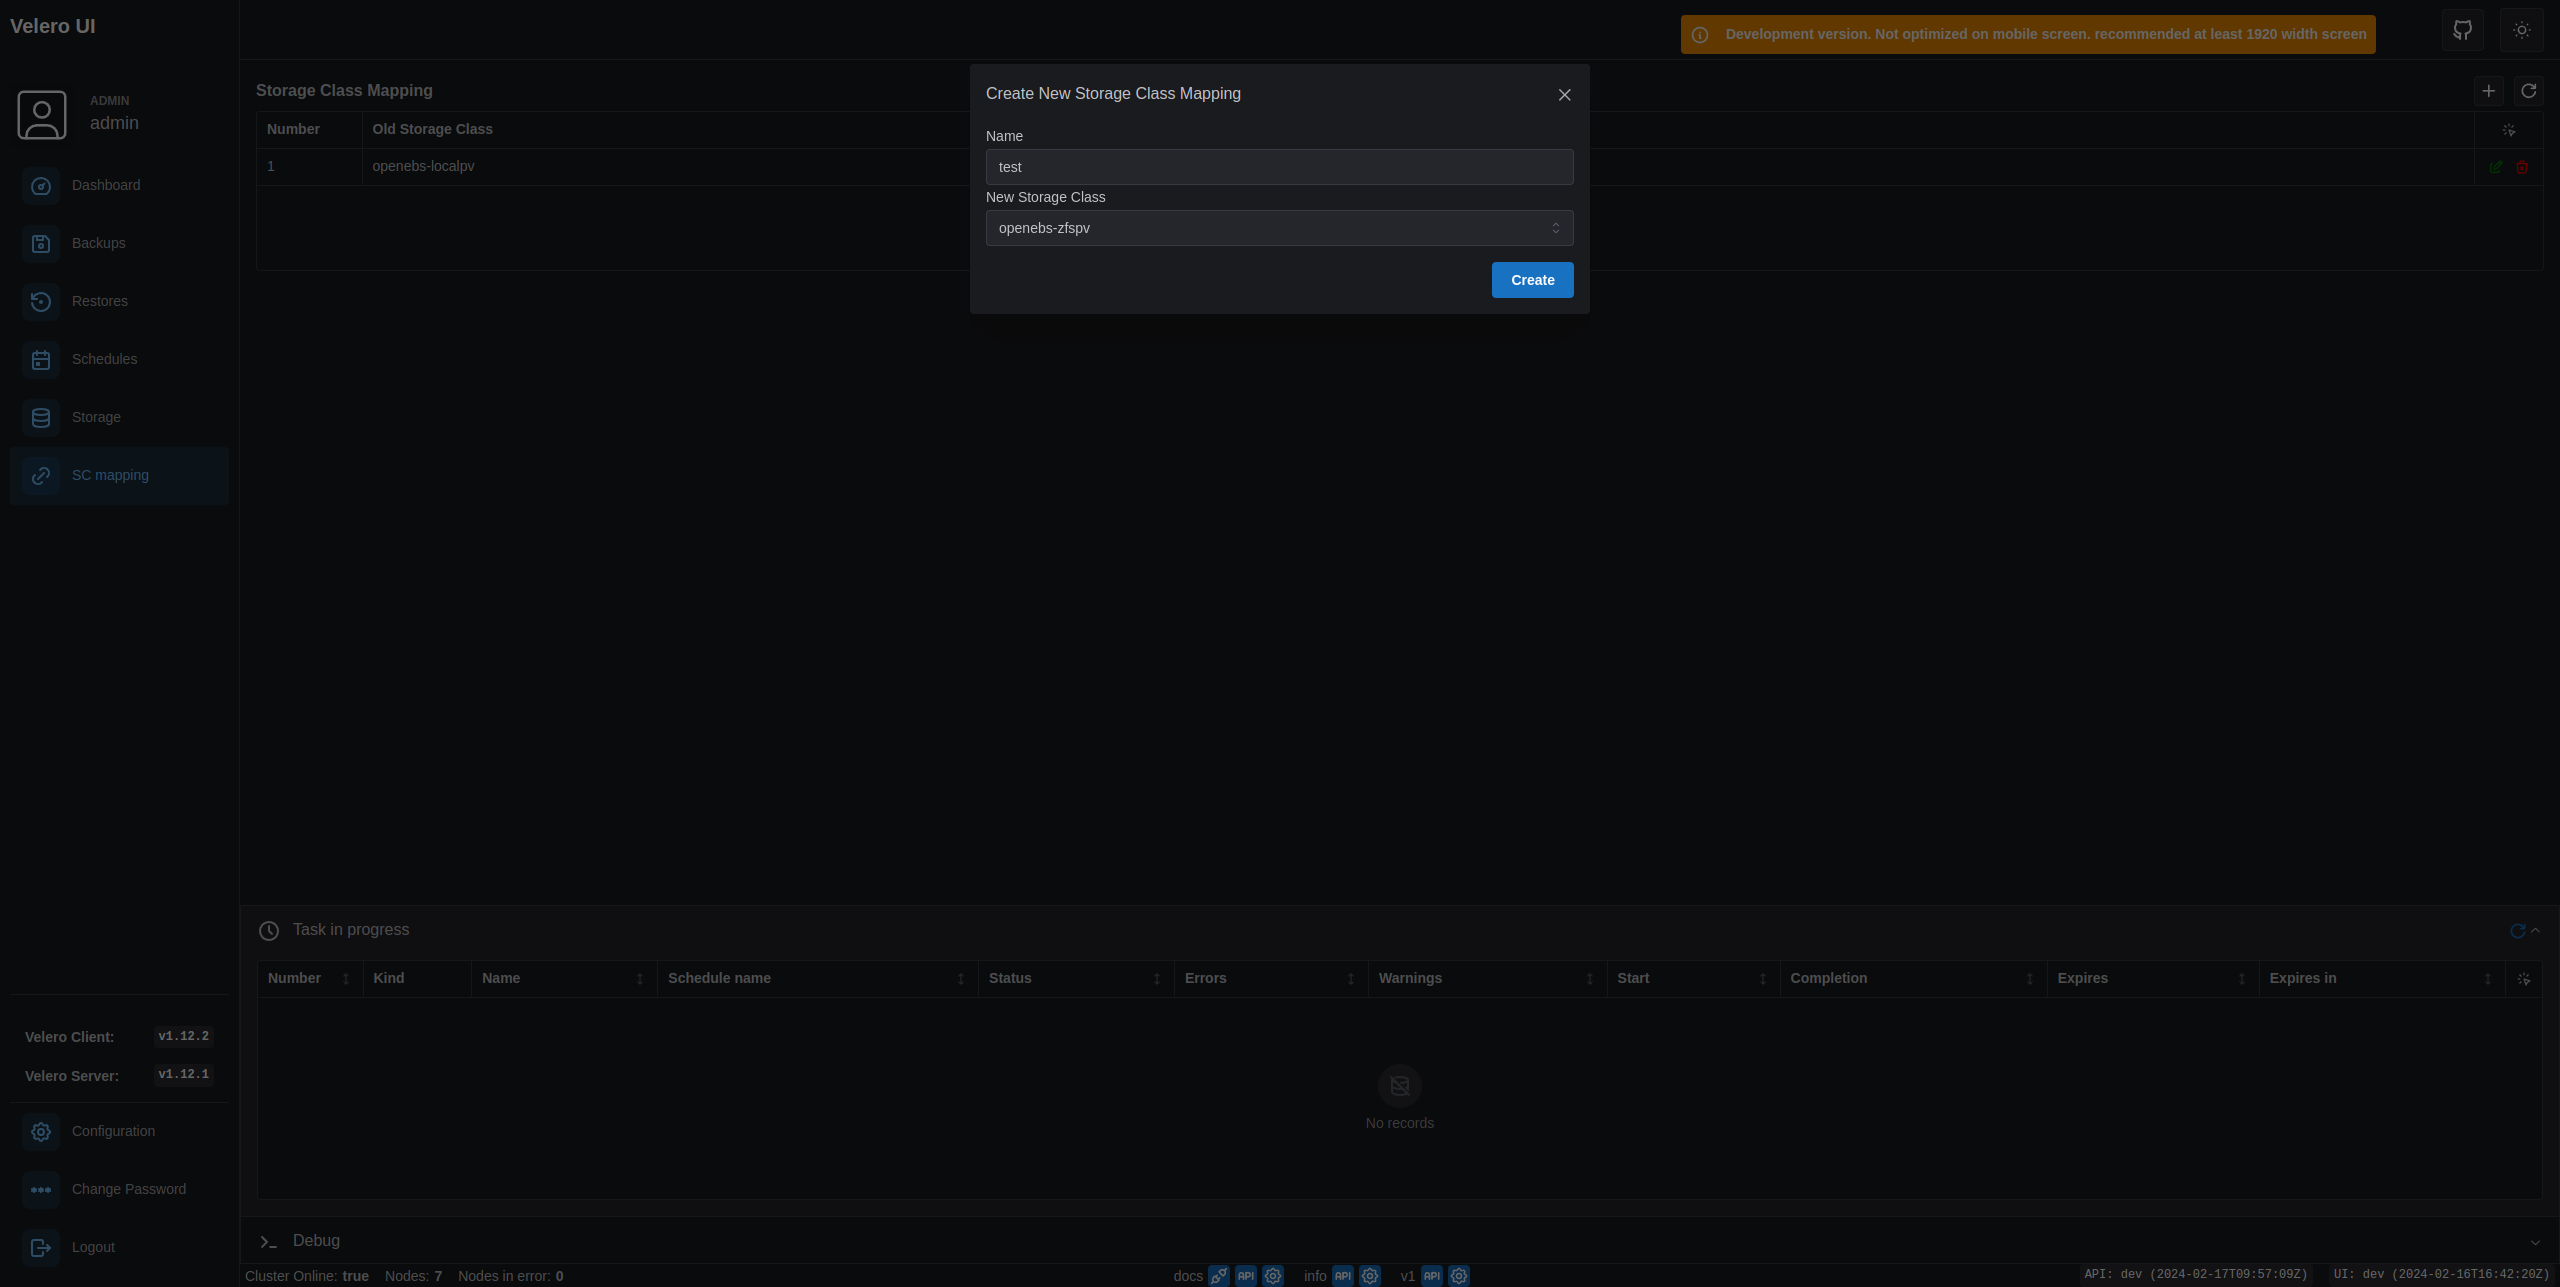 Velero UI
Development version. Not optimized on mobile screen. recommended at least 1920 width screen
ADMIN
admin
Dashboard
Backups
Restores
Schedules
Storage
SC mapping
Storage Class Mapping
Number Old Storage Class
1 openebs-localpv
Create New Storage Class Mapping
Name
test
New Storage Class
openebs-zfspv
Create
Task in progress
Number Kind Name Schedule name Status Errors Warnings Start Completion Expires Expires in
No records
Velero Client: v1.12.2
Velero Server: v1.12.1
Configuration
Change Password
Logout
Debug
Cluster Online: true Nodes: 7 Nodes in error: 0 docs API info API v1 API API: dev (2024-02-17T09:57:09Z) UI: dev (2024-02-16T16:42:20Z)